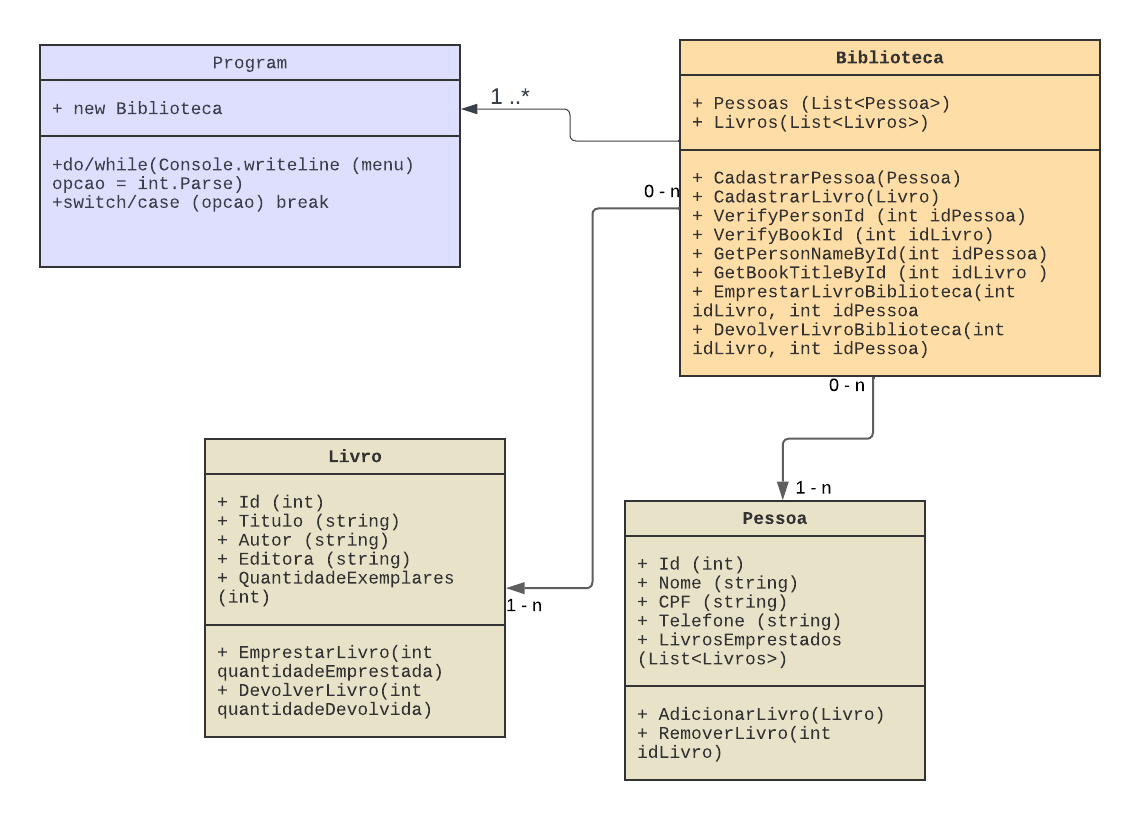 Program
+ new Biblioteca
+do/while(Console.writeline (menu)
opcao = int.Parse)
+switch/case (opcao) break
1 ..*
Biblioteca
+ Pessoas (List<Pessoa>)
+ Livros(List<Livros>)
+ CadastrarPessoa(Pessoa)
+ CadastrarLivro(Livro)
+ VerifyPersonId (int idPessoa)
+ VerifyBookId (int idLivro)
+ GetPersonNameById(int idPessoa)
+ GetBookTitleById (int idLivro )
+ EmprestarLivroBiblioteca(int
idLivro, int idPessoa
+ DevolverLivroBiblioteca(int
idLivro, int idPessoa)
0 - n
0 - n
Livro
+ Id (int)
+ Titulo (string)
+ Autor (string)
+ Editora (string)
+ QuantidadeExemplares
(int)
+ EmprestarLivro(int
quantidadeEmprestada)
+ DevolverLivro(int
quantidadeDevolvida)
1 - n
1 - n
Pessoa
+ Id (int)
+ Nome (string)
+ CPF (string)
+ Telefone (string)
+ LivrosEmprestados
(List<Livros>)
+ AdicionarLivro(Livro)
+ RemoverLivro(int
idLivro)